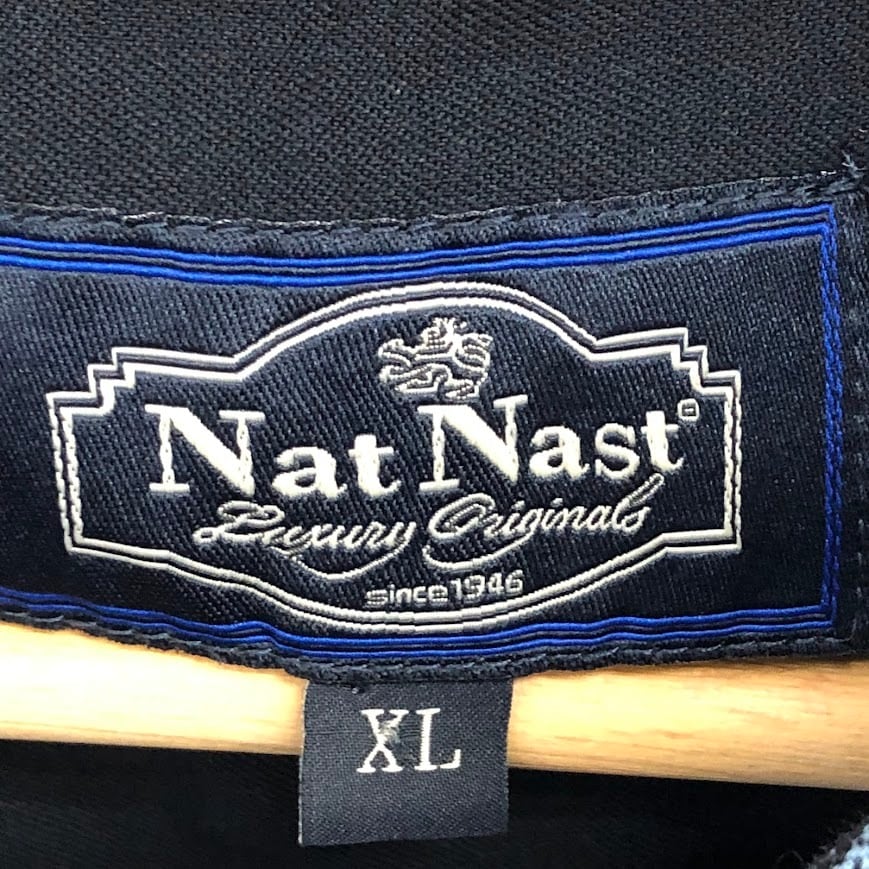 Nat Nast
Luxury Originals
since 1946
XL